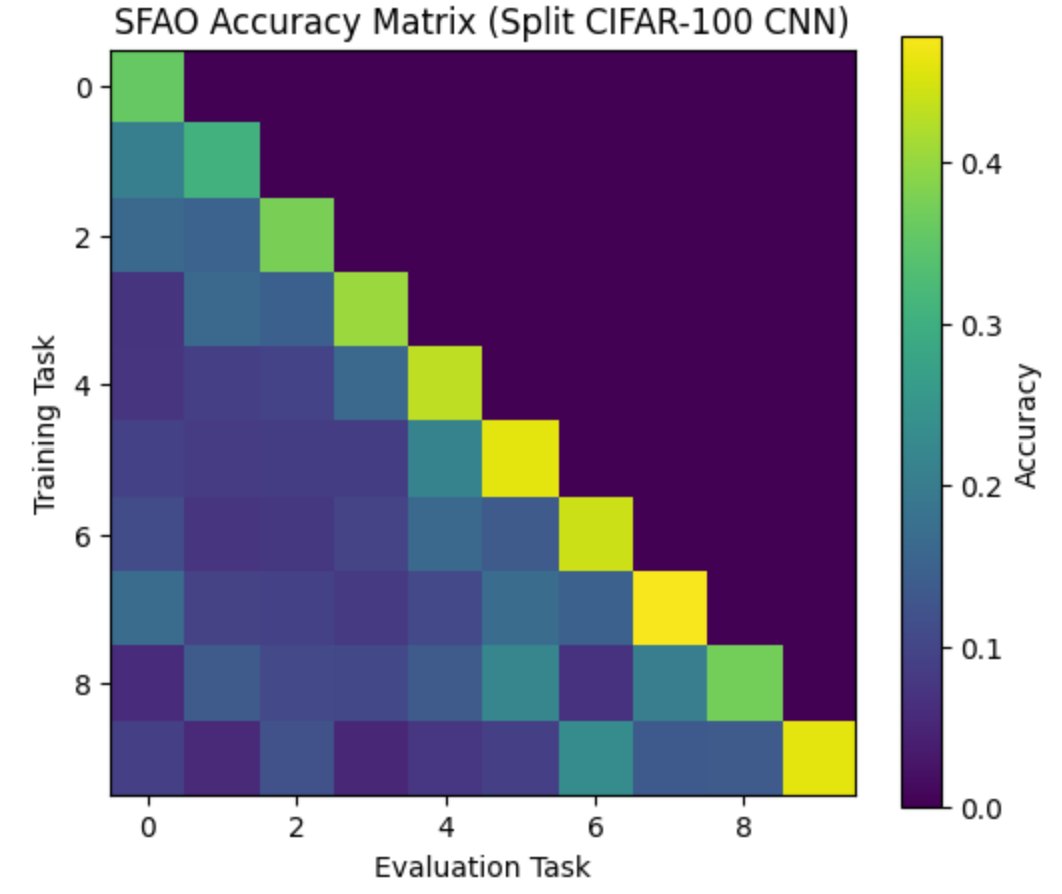 SFAO Accuracy Matrix (Split CIFAR-100 CNN)
0
2
4
6
8
Training Task
0 2 4 6 8
Evaluation Task
0.4
0.3
0.2
0.1
0.0
Accuracy